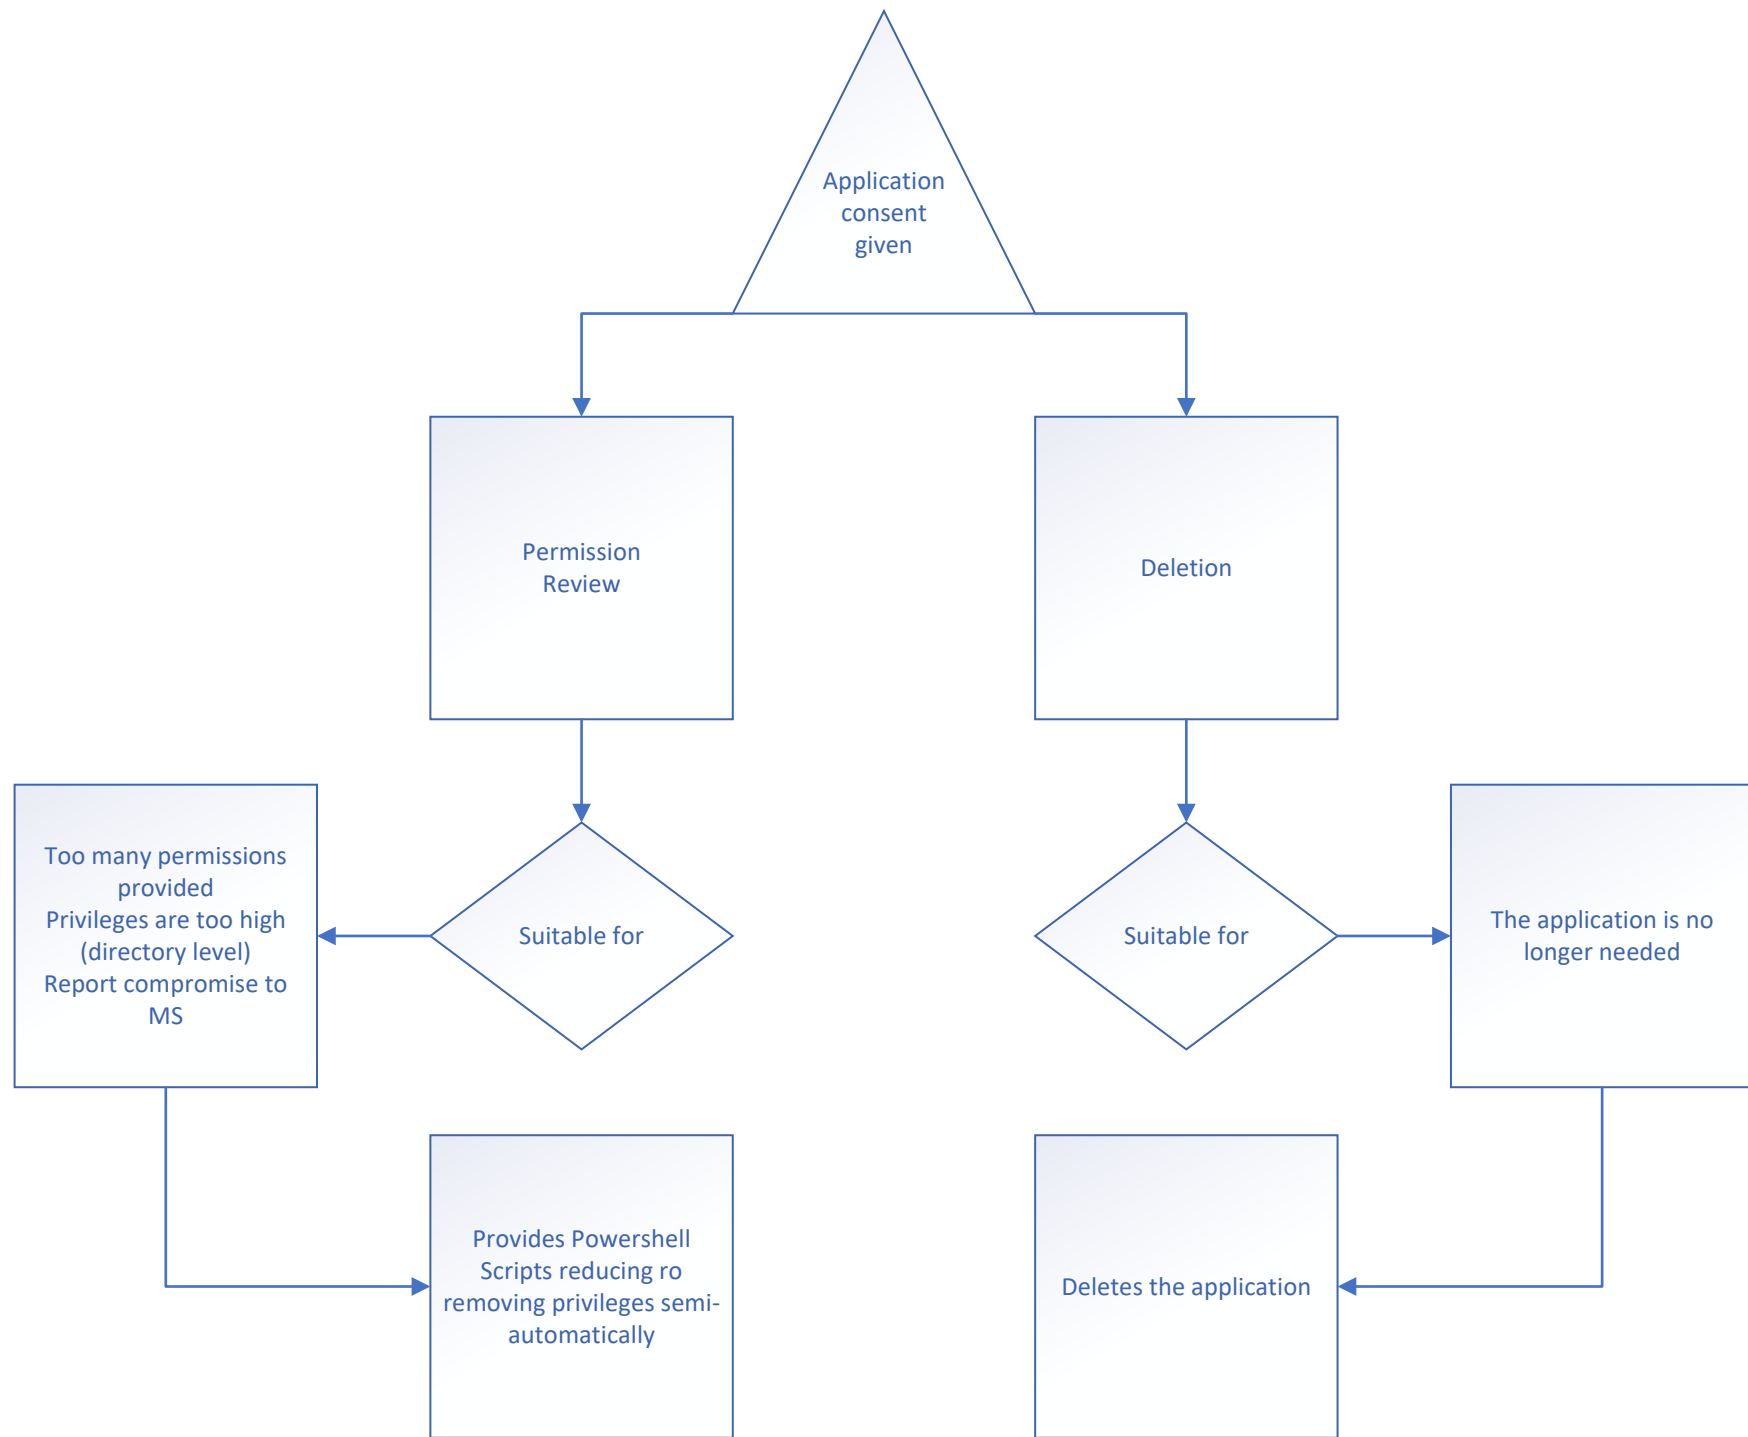 Application
consent
given
Permission
Review
Deletion
Too many permissions
provided
Privileges are too high
(directory level)
Report compromise to
MS
Suitable for
Suitable for
The application is no
longer needed
Provides Powershell
Scripts reducing ro
removing privileges semi-
automatically
Deletes the application